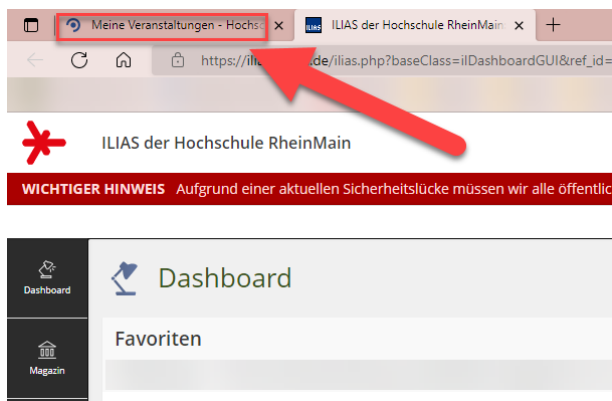 Meine Veranstaltungen - Hochsc
ILIAS der Hochschule RheinMain
https://ili .de/ilias.php?baseClass=ilDashboardGUI&ref_id=
ILIAS der Hochschule RheinMain
WICHTIGER HINWEIS Aufgrund einer aktuellen Sicherheitslücke müssen wir alle öffentlic
Dashboard
Dashboard
Favoriten
Magazin